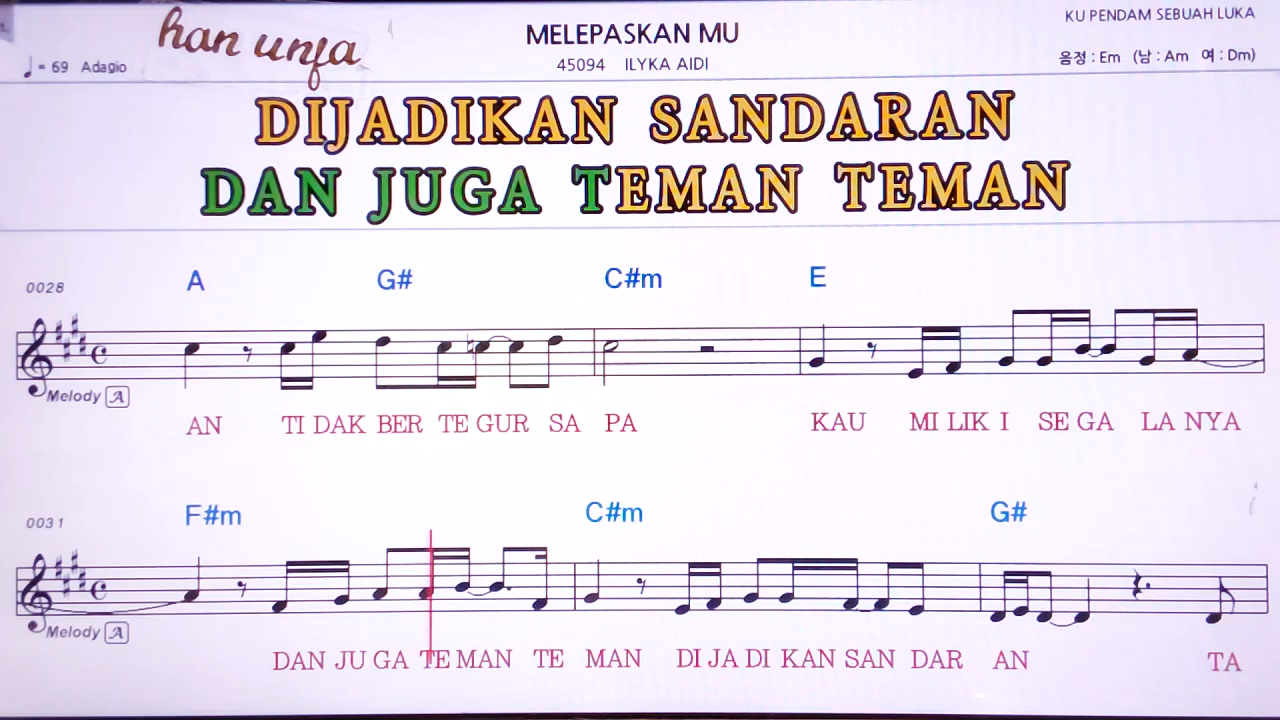 han unfa
MELEPASKAN MU
KU PENDAM SEBUAH LUKA
♩ = 69 Adagio
45094 ILYKA AIDI
음정 : Em (남 : Am 여 : Dm)
DIJADIKAN SANDARAN
DAN JUGA TEMAN TEMAN
0028 A G# C#m E
Melody A
AN TI DAK BER TE GUR SA PA KAU MI LIK I SE GA LA NYA
0031 F#m C#m G#
Melody A
DAN JU GA TE MAN TE MAN DI JA DI KAN SAN DAR AN TA